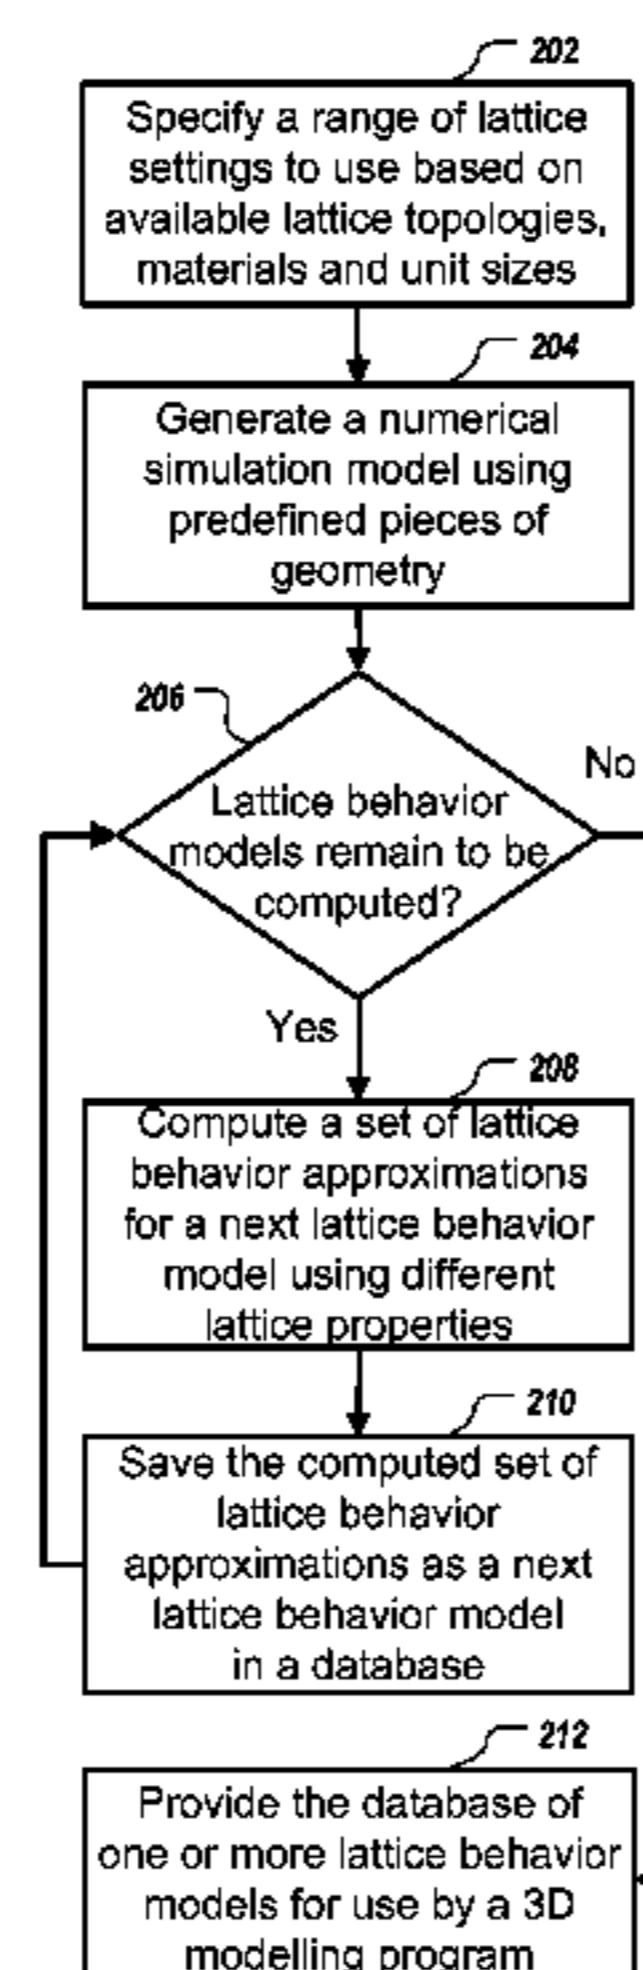 202
Specify a range of lattice
settings to use based on
available lattice topologies,
materials and unit sizes
204
Generate a numerical
simulation model using
predefined pieces of
geometry
206
No
Lattice behavior
models remain to be
computed?
Yes
208
Compute a set of lattice
behavior approximations
for a next lattice behavior
model using different
lattice properties
210
Save the computed set of
lattice behavior
approximations as a next
lattice behavior model
in a database
212
Provide the database of
one or more lattice behavior
models for use by a 3D
modelling program